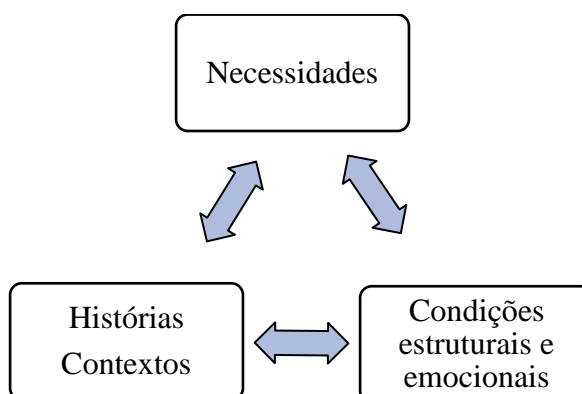 Necessidades
Histórias
Contextos
Condições
estruturais e
emocionais